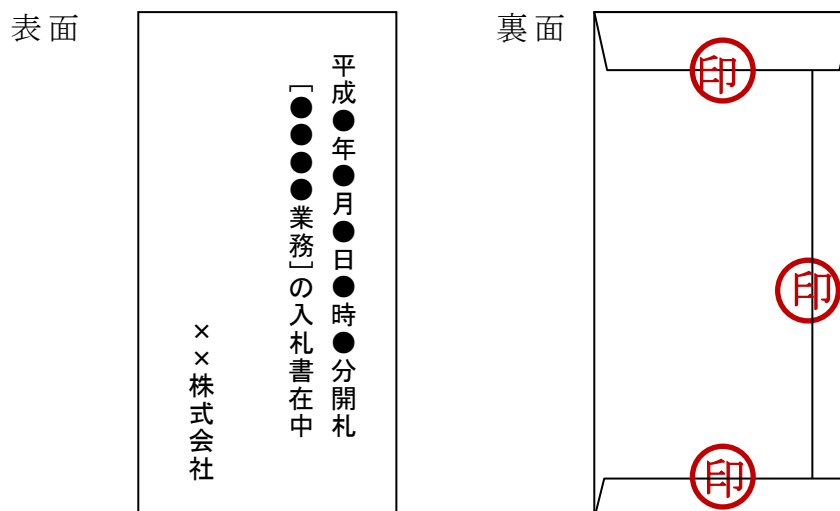 表面
平成●年●月●日●時●分開札
［●●●●業務］の入札書在中
××株式会社
裏面
印
印
印